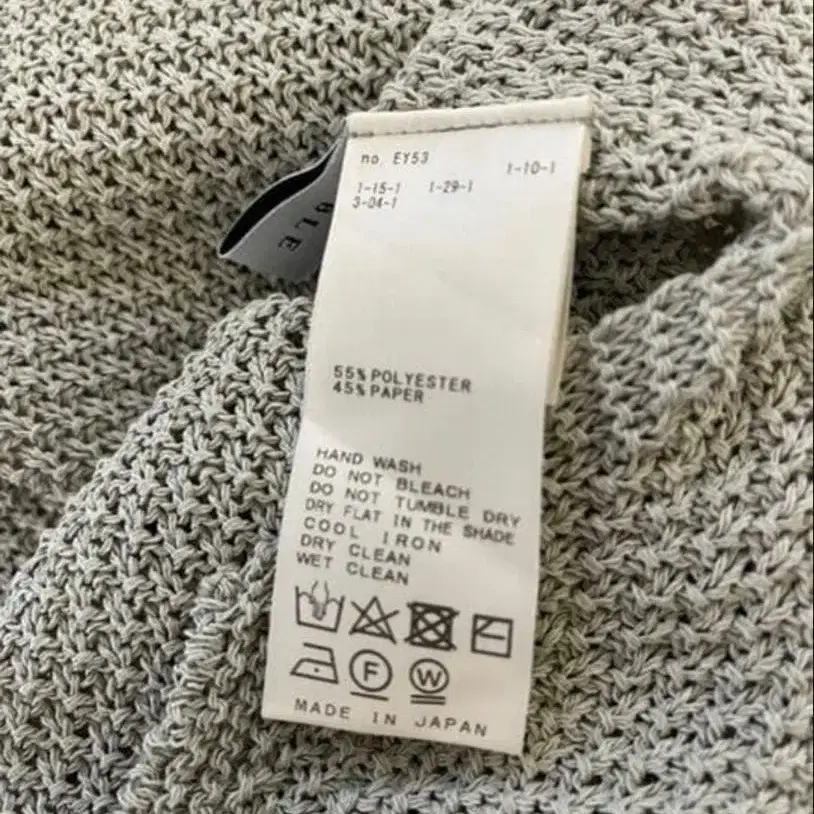 no. EY53
1-10-1
1-15-1 1-29-1
3-04-1
BLE
55% POLYESTER
45% PAPER
HAND WASH
DO NOT BLEACH
DO NOT TUMBLE DRY
DRY FLAT IN THE SHADE
COOL IRON
DRY CLEAN
WET CLEAN
F W
MADE IN JAPAN